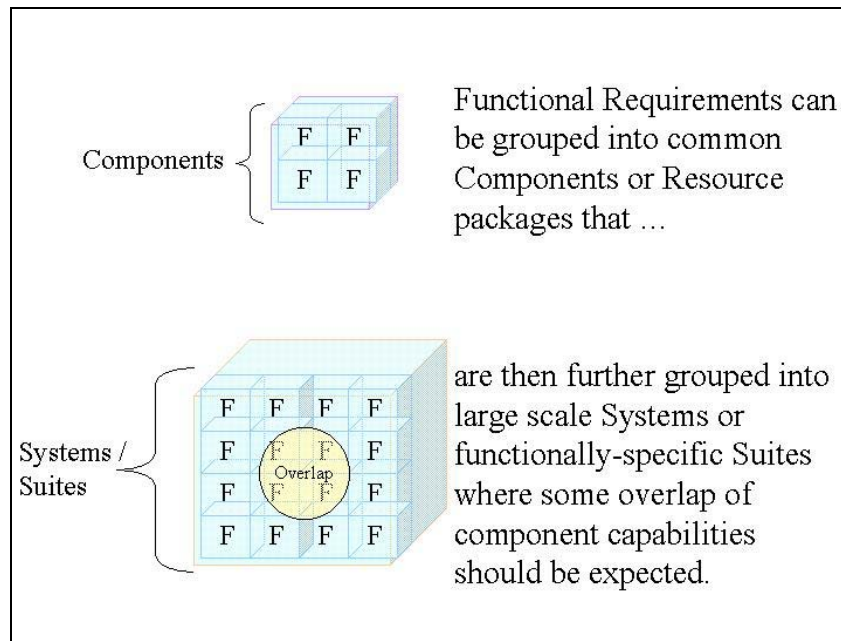 Components
F F
F F
Functional Requirements can
be grouped into common
Components or Resource
packages that ...
Systems /
Suites
F F F F
F F F F
Overlap
F F F F
F F F F
are then further grouped into
large scale Systems or
functionally-specific Suites
where some overlap of
component capabilities
should be expected.